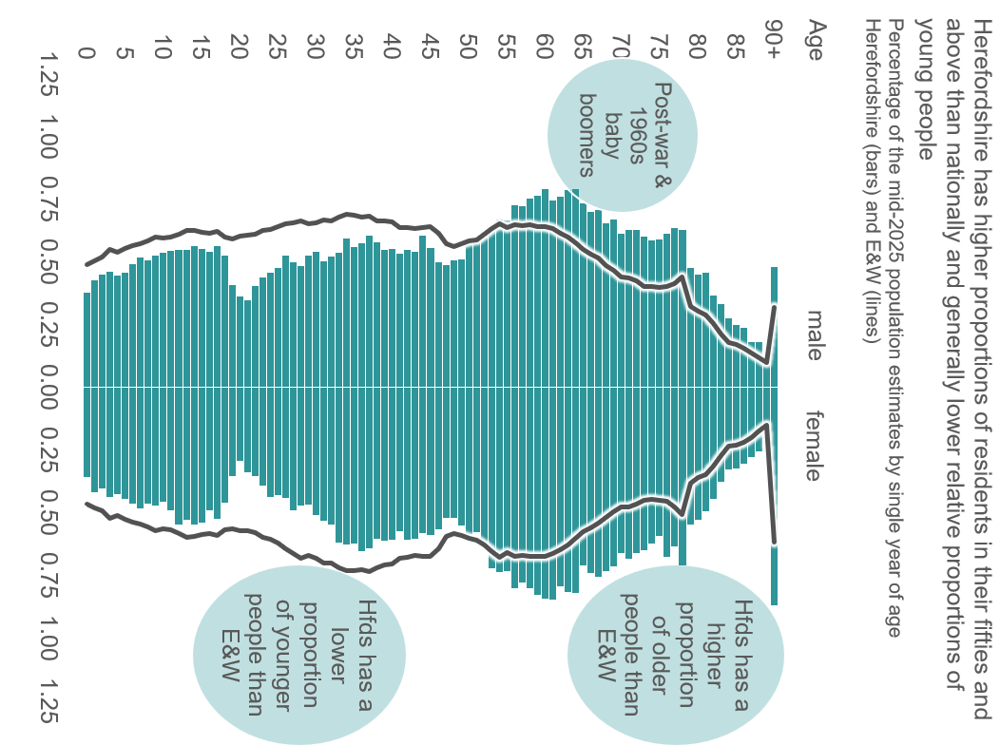 Herefordshire has higher proportions of residents in their fifties and
above than nationally and generally lower relative proportions of
young people
Percentage of the mid-2025 population estimates by single year of age
Herefordshire (bars) and E&W (lines)
Age
male
female
90+
85
80
75
70
65
60
55
50
45
40
35
30
25
20
15
10
5
0
Post-war &
1960s
baby
boomers
Hfds has a
higher
proportion
of older
people than
E&W
Hfds has a
lower
proportion
of younger
people than
E&W
1.25 1.00 0.75 0.50 0.25 0.00 0.25 0.50 0.75 1.00 1.25